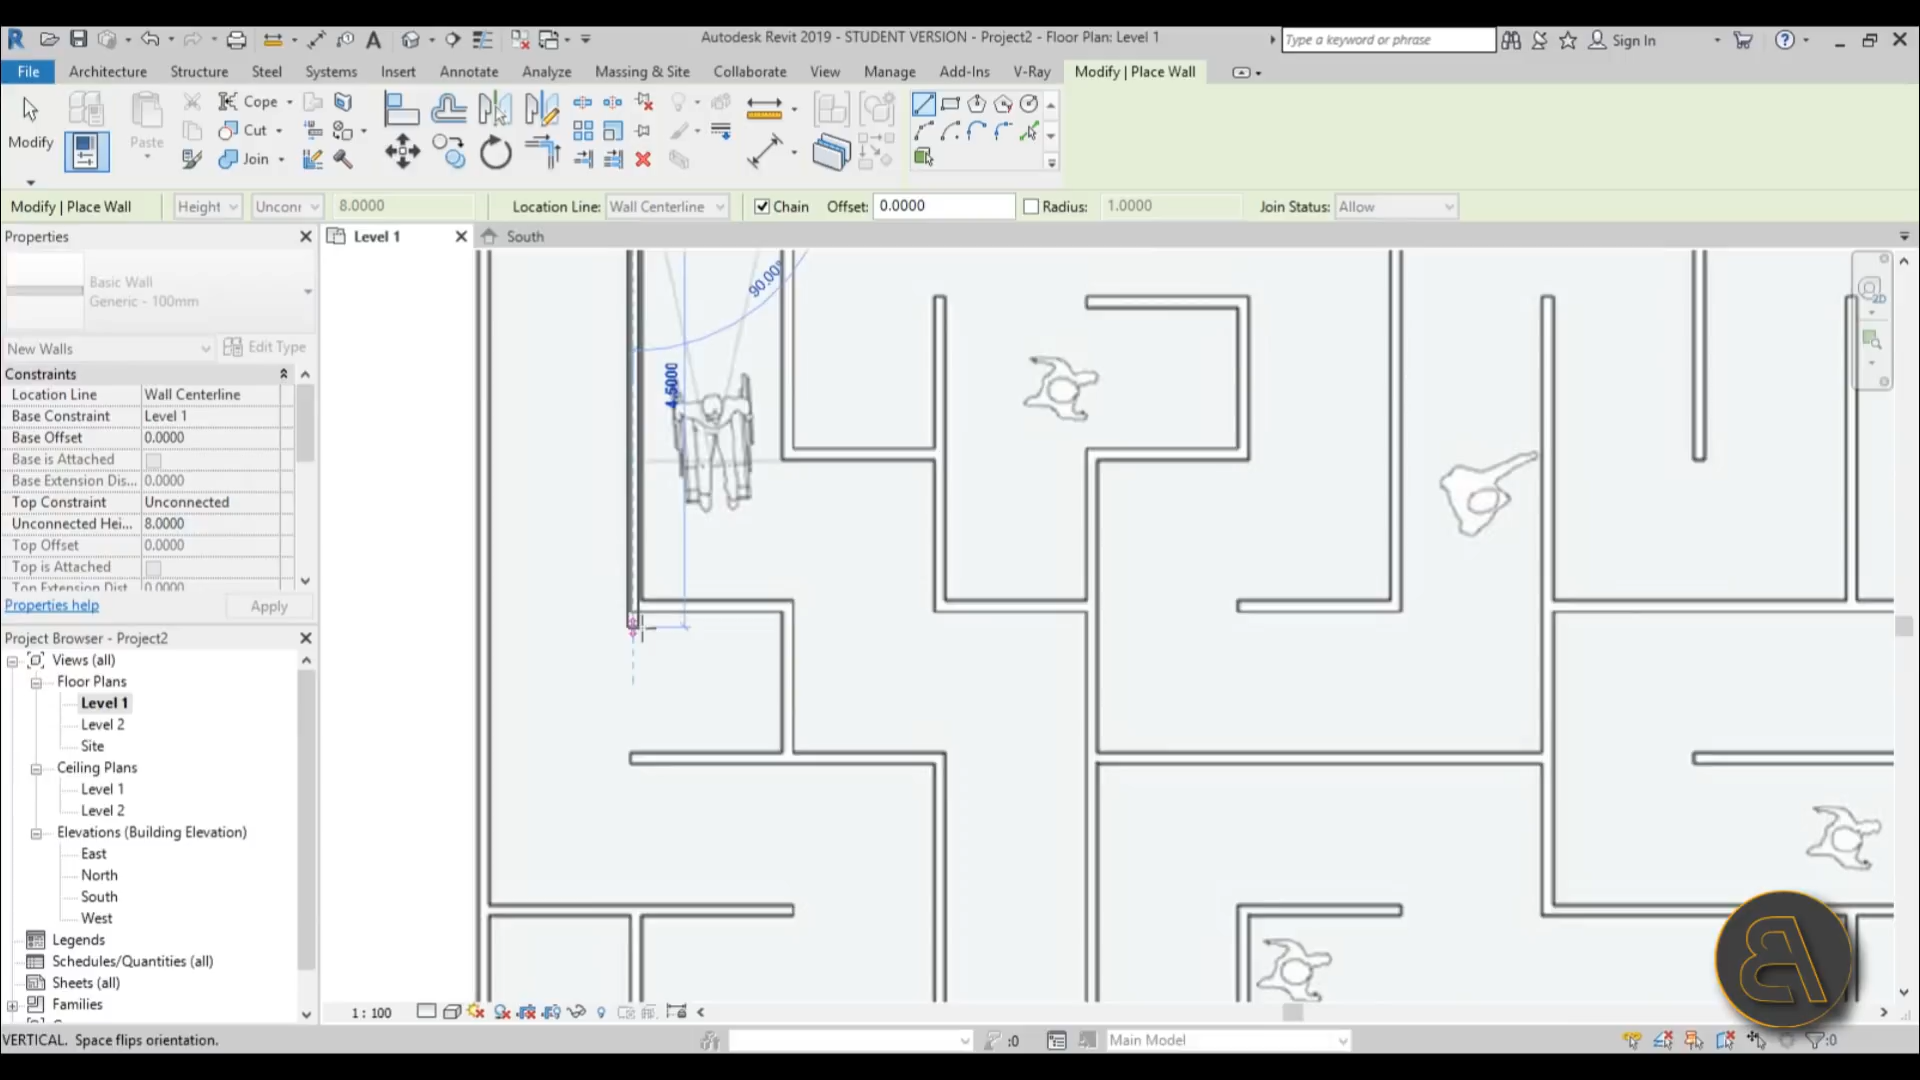 Autodesk Revit 2019 - STUDENT VERSION - Project2 - Floor Plan: Level 1
Type a keyword or phrase
Sign In
File Architecture Structure Steel Systems Insert Annotate Analyze Massing & Site Collaborate View Manage Add-Ins V-Ray Modify | Place Wall
Modify
Paste
Cope
Cut
Join
Modify | Place Wall Height Unconr 8.0000 Location Line: Wall Centerline Chain Offset: 0.0000 Radius: 1.0000 Join Status: Allow
Properties
Level 1
South
Basic Wall
Generic - 100mm
New Walls Edit Type
Constraints
Location Line Wall Centerline
Base Constraint Level 1
Base Offset 0.0000
Base is Attached
Base Extension Dis... 0.0000
Top Constraint Unconnected
Unconnected Hei... 8.0000
Top Offset 0.0000
Top is Attached
Top Extension Dist 0.0000
Properties help Apply
Project Browser - Project2
Views (all)
Floor Plans
Level 1
Level 2
Site
Ceiling Plans
Level 1
Level 2
Elevations (Building Elevation)
East
North
South
West
Legends
Schedules/Quantities (all)
Sheets (all)
Families
90.00°
4.5000
2D
1 : 100
VERTICAL. Space flips orientation.
:0
Main Model
:0